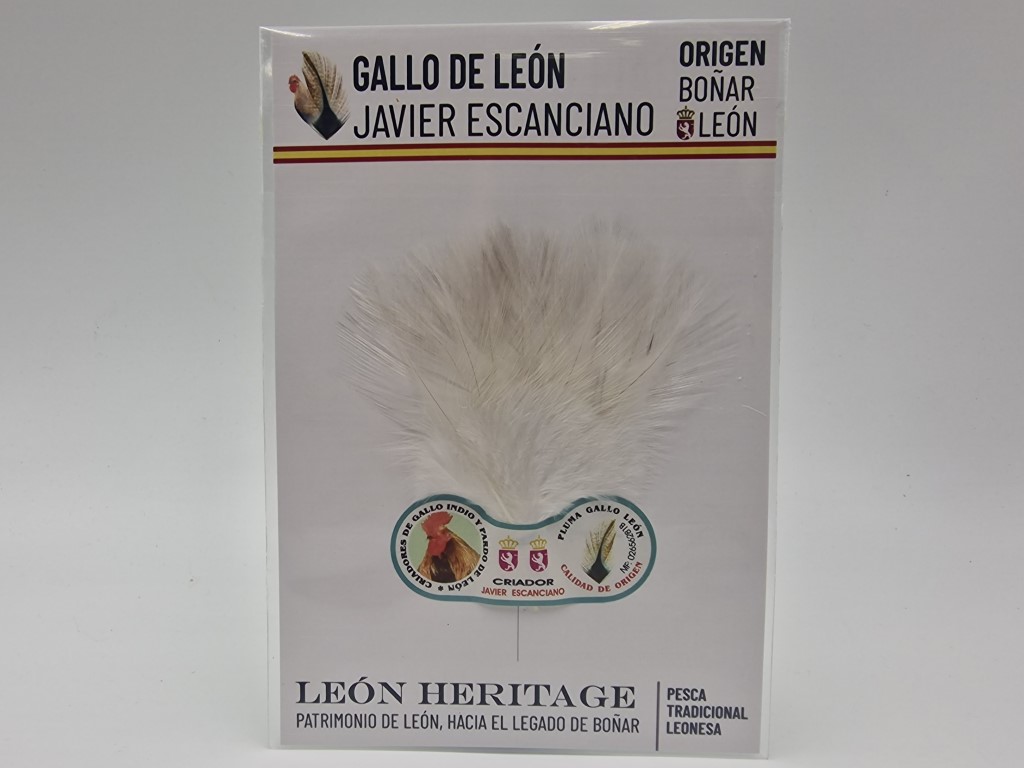 GALLO DE LEÓN
JAVIER ESCANCIANO
ORIGEN
BOÑAR
LEÓN
CRIADORES DE GALLO INDIO Y PARDO DE LEÓN *
CRIADOR
JAVIER ESCANCIANO
PLUMA GALLO LEÓN
CALIDAD DE ORIGEN
LEÓN HERITAGE
PATRIMONIO DE LEÓN, HACIA EL LEGADO DE BOÑAR
PESCA
TRADICIONAL
LEONESA